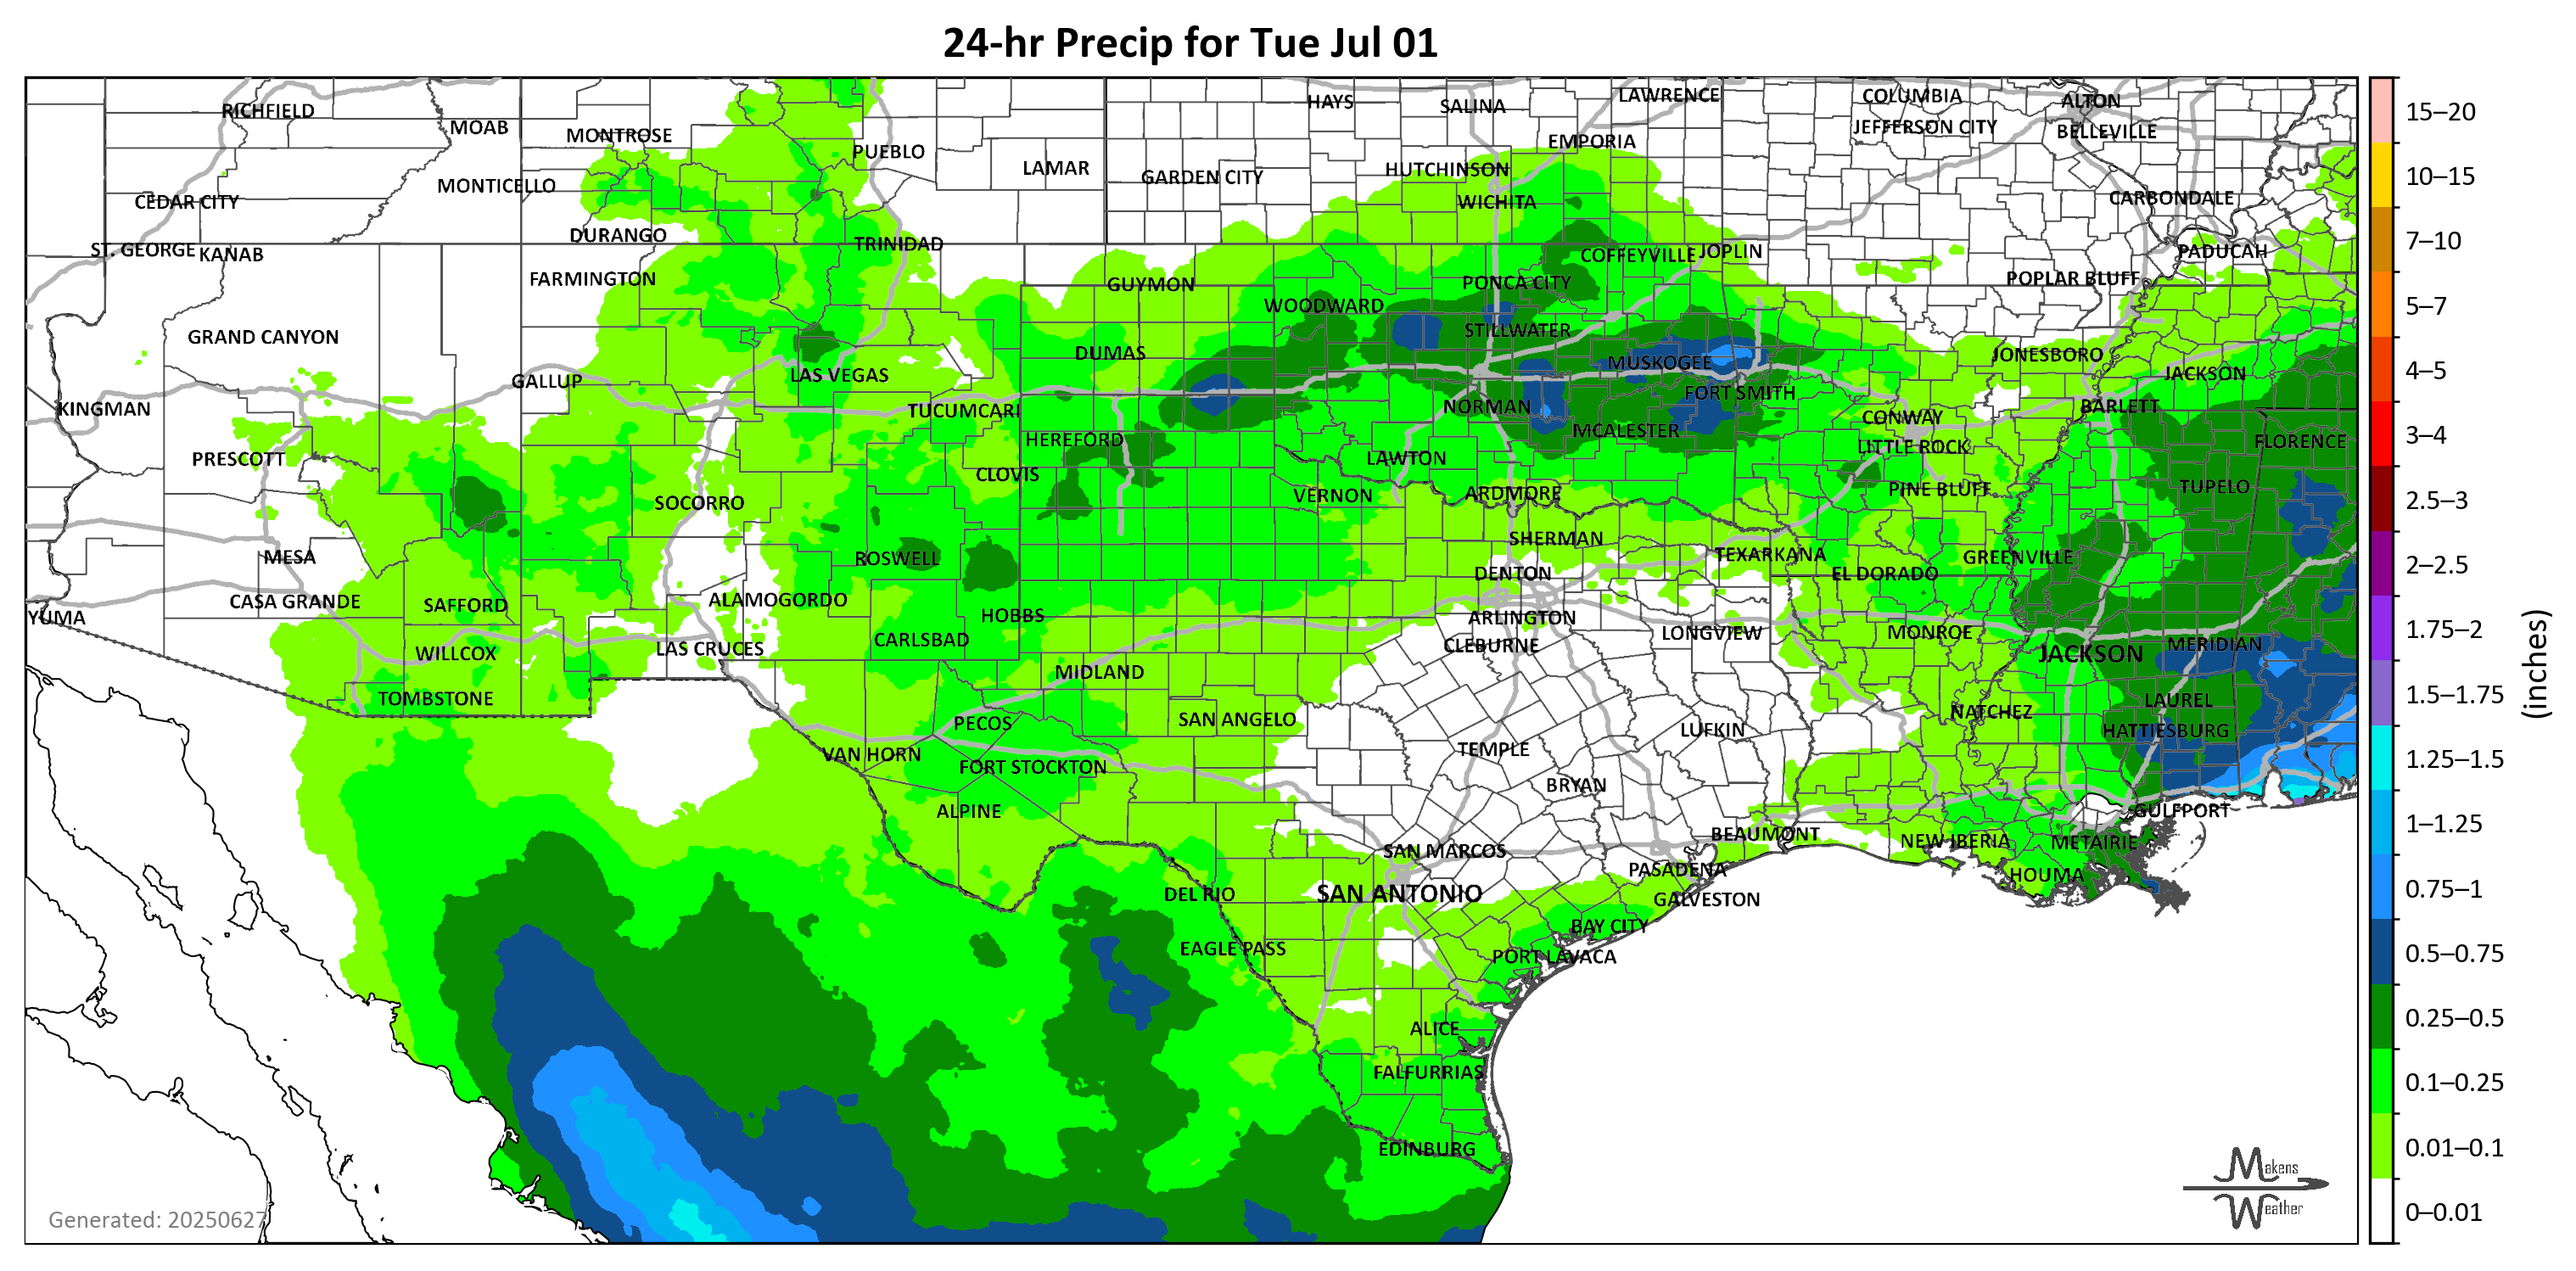 24-hr Precip for Tue Jul 01
RICHFIELD
MOAB
MONTROSE
PUEBLO
LAMAR
HAYS
SALINA
LAWRENCE
COLUMBIA
ALTON
JEFFERSON CITY
BELLEVILLE
EMPORIA
HUTCHINSON
GARDEN CITY
MONTICELLO
CEDAR CITY
WICHITA
CARBONDALE
DURANGO
TRINIDAD
ST. GEORGE
KANAB
COFFEYVILLE
JOPLIN
PADUCAH
FARMINGTON
GUYMON
PONCA CITY
POPLAR BLUFF
WOODWARD
GRAND CANYON
STILLWATER
DUMAS
MUSKOGEE
JONESBORO
GALLUP
LAS VEGAS
JACKSON
FORT SMITH
KINGMAN
TUCUMCARI
NORMAN
CONWAY
BARLETT
HEREFORD
MCALESTER
LITTLE ROCK
FLORENCE
PRESCOTT
CLOVIS
LAWTON
SOCORRO
VERNON
ARDMORE
PINE BLUFF
TUPELO
MESA
ROSWELL
SHERMAN
TEXARKANA
GREENVILLE
DENTON
EL DORADO
CASA GRANDE
SAFFORD
ALAMOGORDO
HOBBS
ARLINGTON
YUMA
CARLSBAD
CLEBURNE
LONGVIEW
MONROE
MERIDIAN
WILLCOX
LAS CRUCES
JACKSON
MIDLAND
TOMBSTONE
PECOS
SAN ANGELO
LUFKIN
NATCHEZ
LAUREL
HATTIESBURG
VAN HORN
FORT STOCKTON
TEMPLE
BRYAN
ALPINE
GULFPORT
BEAUMONT
NEW IBERIA
METAIRIE
SAN MARCOS
PASADENA
HOUMA
DEL RIO
SAN ANTONIO
GALVESTON
BAY CITY
EAGLE PASS
PORT LAVACA
ALICE
FALFURRIAS
EDINBURG
Generated: 20250627
Makens
Weather
15–20
10–15
7–10
5–7
4–5
3–4
2.5–3
2–2.5
1.75–2
1.5–1.75
1.25–1.5
1–1.25
0.75–1
0.5–0.75
0.25–0.5
0.1–0.25
0.01–0.1
0–0.01
(inches)